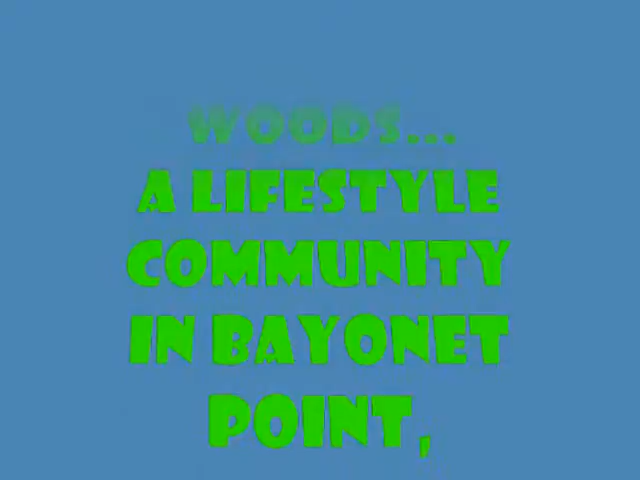 WOODS...
A LIFESTYLE
COMMUNITY
IN BAYONET
POINT,